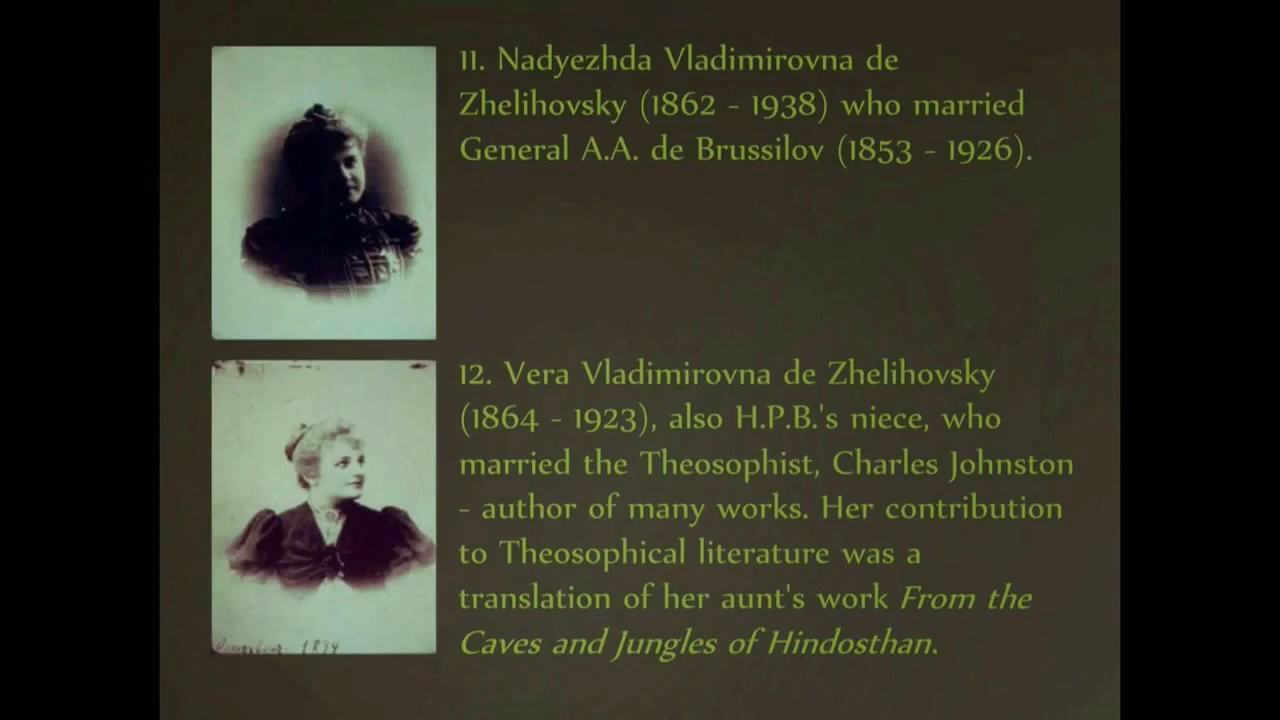 11. Nadyezhda Vladimirovna de
Zhelihovsky (1862 - 1938) who married
General A.A. de Brussilov (1853 - 1926).
12. Vera Vladimirovna de Zhelihovsky
(1864 - 1923), also H.P.B.'s niece, who
married the Theosophist, Charles Johnston
- author of many works. Her contribution
to Theosophical literature was a
translation of her aunt's work From the
Caves and Jungles of Hindosthan.